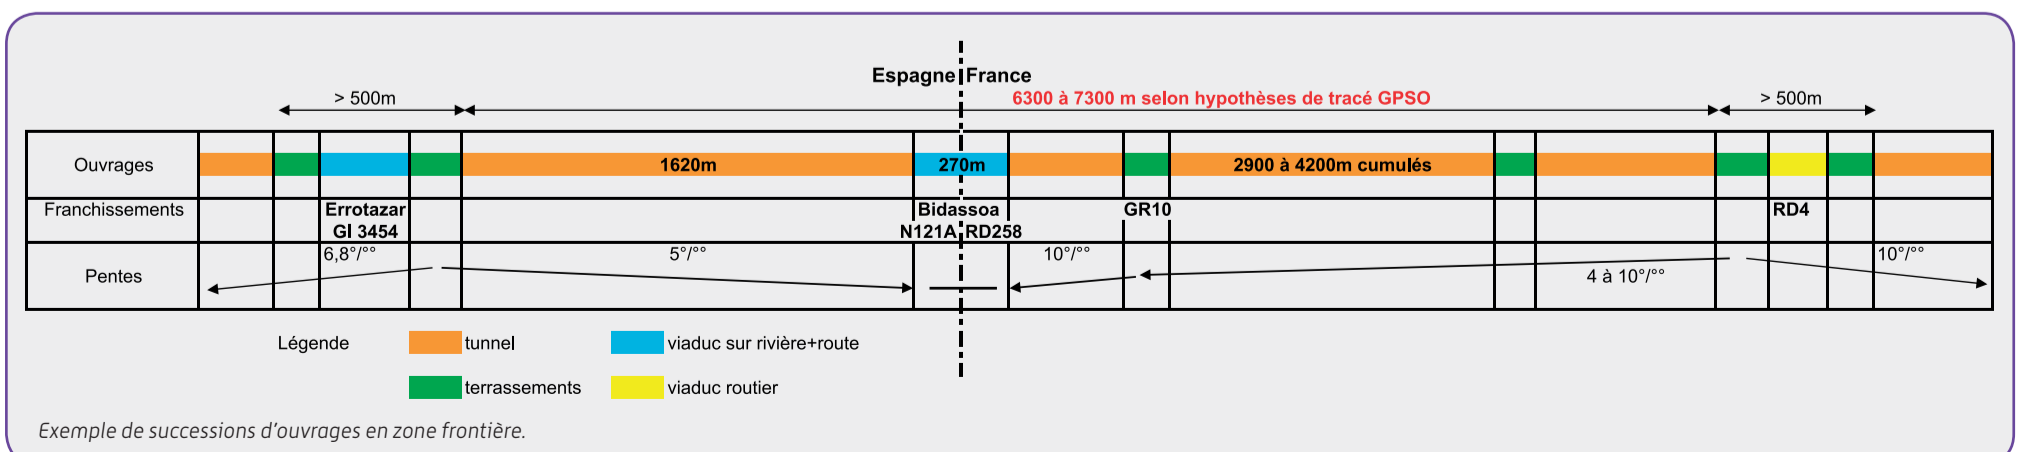 Espagne France
> 500m
6300 à 7300 m selon hypothèses de tracé GPSO
> 500m
Ouvrages
1620m
270m
2900 à 4200m cumulés
Franchissements
Errotazar
GI 3454
Bidassoa
N121A RD258
GR10
RD4
Pentes
6,8°/°°
5°/°°
10°/°°
4 à 10°/°°
10°/°°
Légende
tunnel
viaduc sur rivière+route
terrassements
viaduc routier
Exemple de successions d'ouvrages en zone frontière.